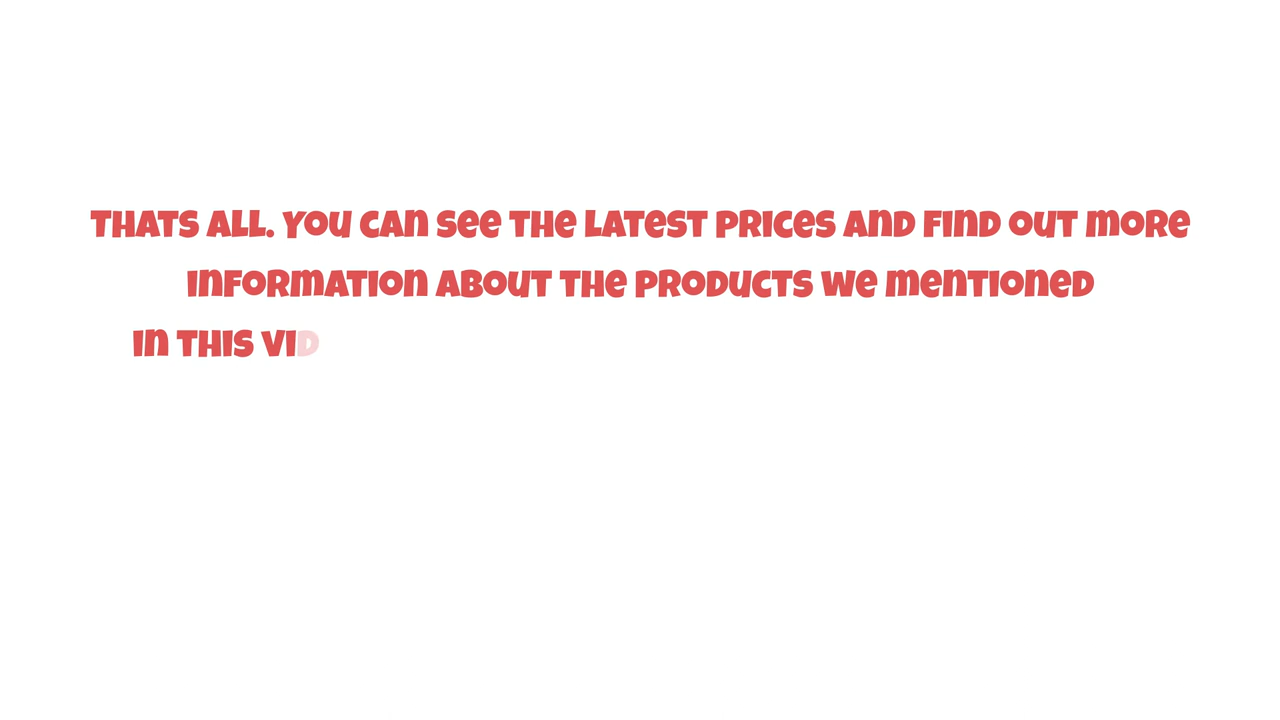 THATS ALL. YOU CAN SEE THE LATEST PRICES AND FIND OUT MORE
INFORMATION ABOUT THE PRODUCTS WE MENTIONED
IN THIS VID